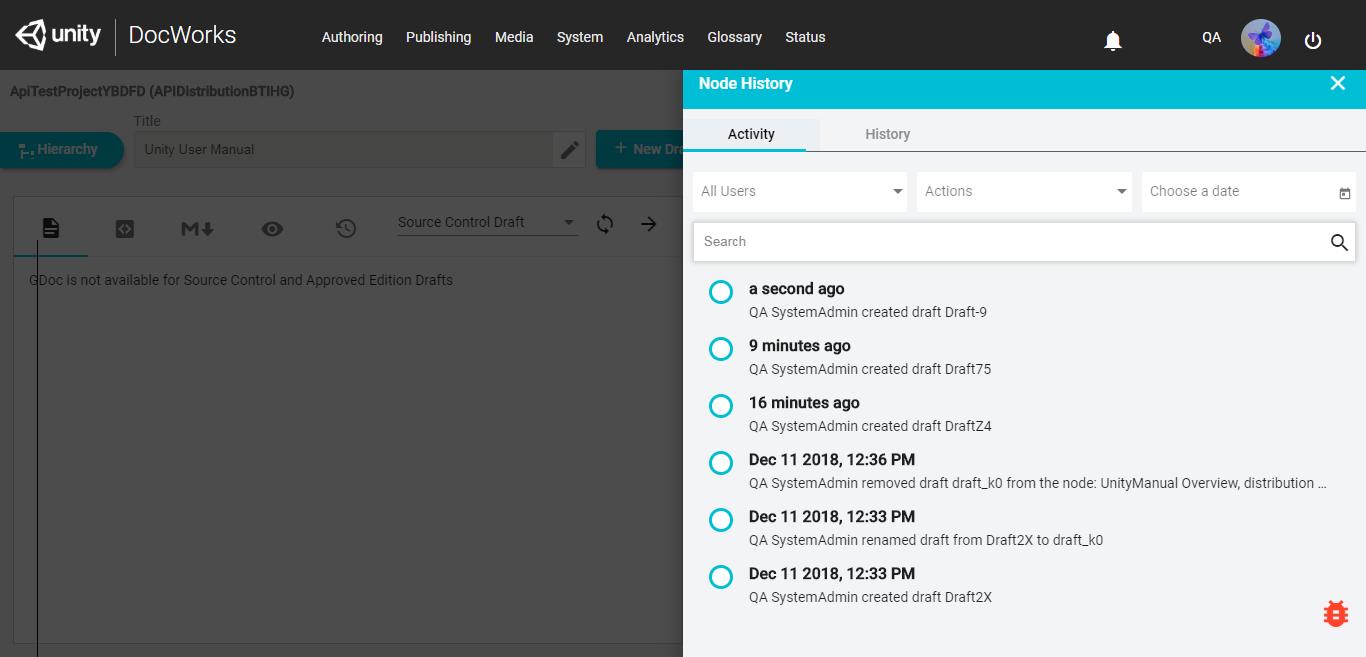 unity DocWorks Authoring Publishing Media System Analytics Glossary Status QA
ApiTestProjectYBDFD (APIDistributionBTIHG)
Title
Hierarchy Unity User Manual + New Dra
M Source Control Draft
GDoc is not available for Source Control and Approved Edition Drafts
Node History
Activity History
All Users Actions Choose a date
Search
a second ago
QA SystemAdmin created draft Draft-9
9 minutes ago
QA SystemAdmin created draft Draft75
16 minutes ago
QA SystemAdmin created draft DraftZ4
Dec 11 2018, 12:36 PM
QA SystemAdmin removed draft draft_k0 from the node: UnityManual Overview, distribution ...
Dec 11 2018, 12:33 PM
QA SystemAdmin renamed draft from Draft2X to draft_k0
Dec 11 2018, 12:33 PM
QA SystemAdmin created draft Draft2X